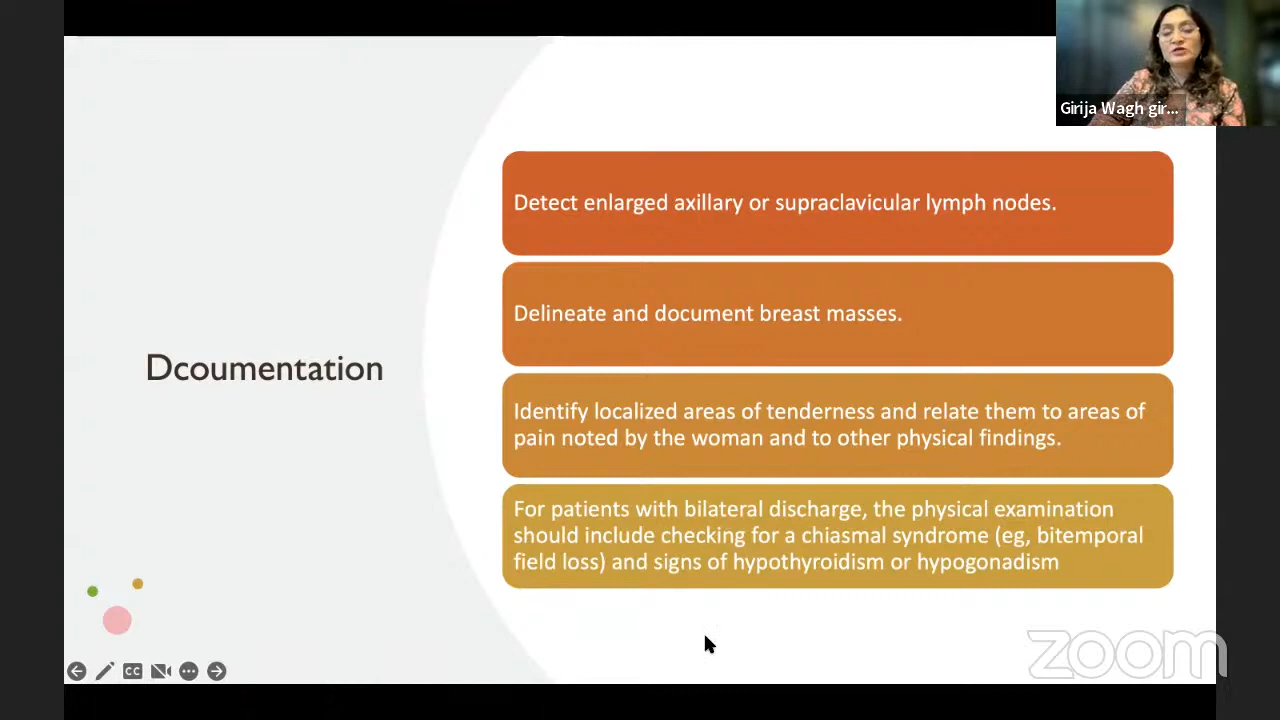 Girija Wagh gir...
Detect enlarged axillary or supraclavicular lymph nodes.
Delineate and document breast masses.
Dcoumentation
Identify localized areas of tenderness and relate them to areas of
pain noted by the woman and to other physical findings.
For patients with bilateral discharge, the physical examination
should include checking for a chiasmal syndrome (eg, bitemporal
field loss) and signs of hypothyroidism or hypogonadism
CC
zoom